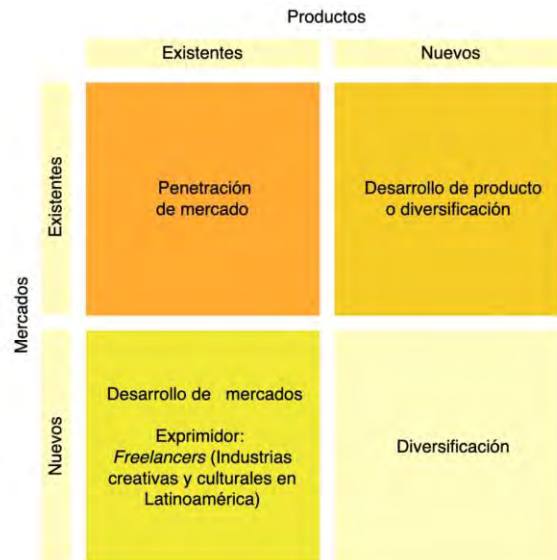 Productos
Existentes
Nuevos
Mercados
Existentes
Penetración
de mercado
Desarrollo de producto
o diversificación
Nuevos
Desarrollo de mercados
Exprimidor:
Freelancers (Industrias
creativas y culturales en
Latinoamérica)
Diversificación